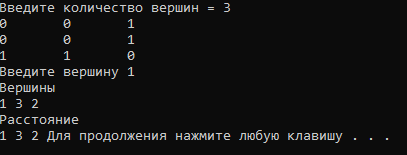 Введите количество вершин = 3
0 0 1
0 0 1
1 1 0
Введите вершину 1
Вершины
1 3 2
Расстояние
1 3 2 Для продолжения нажмите любую клавишу . . .